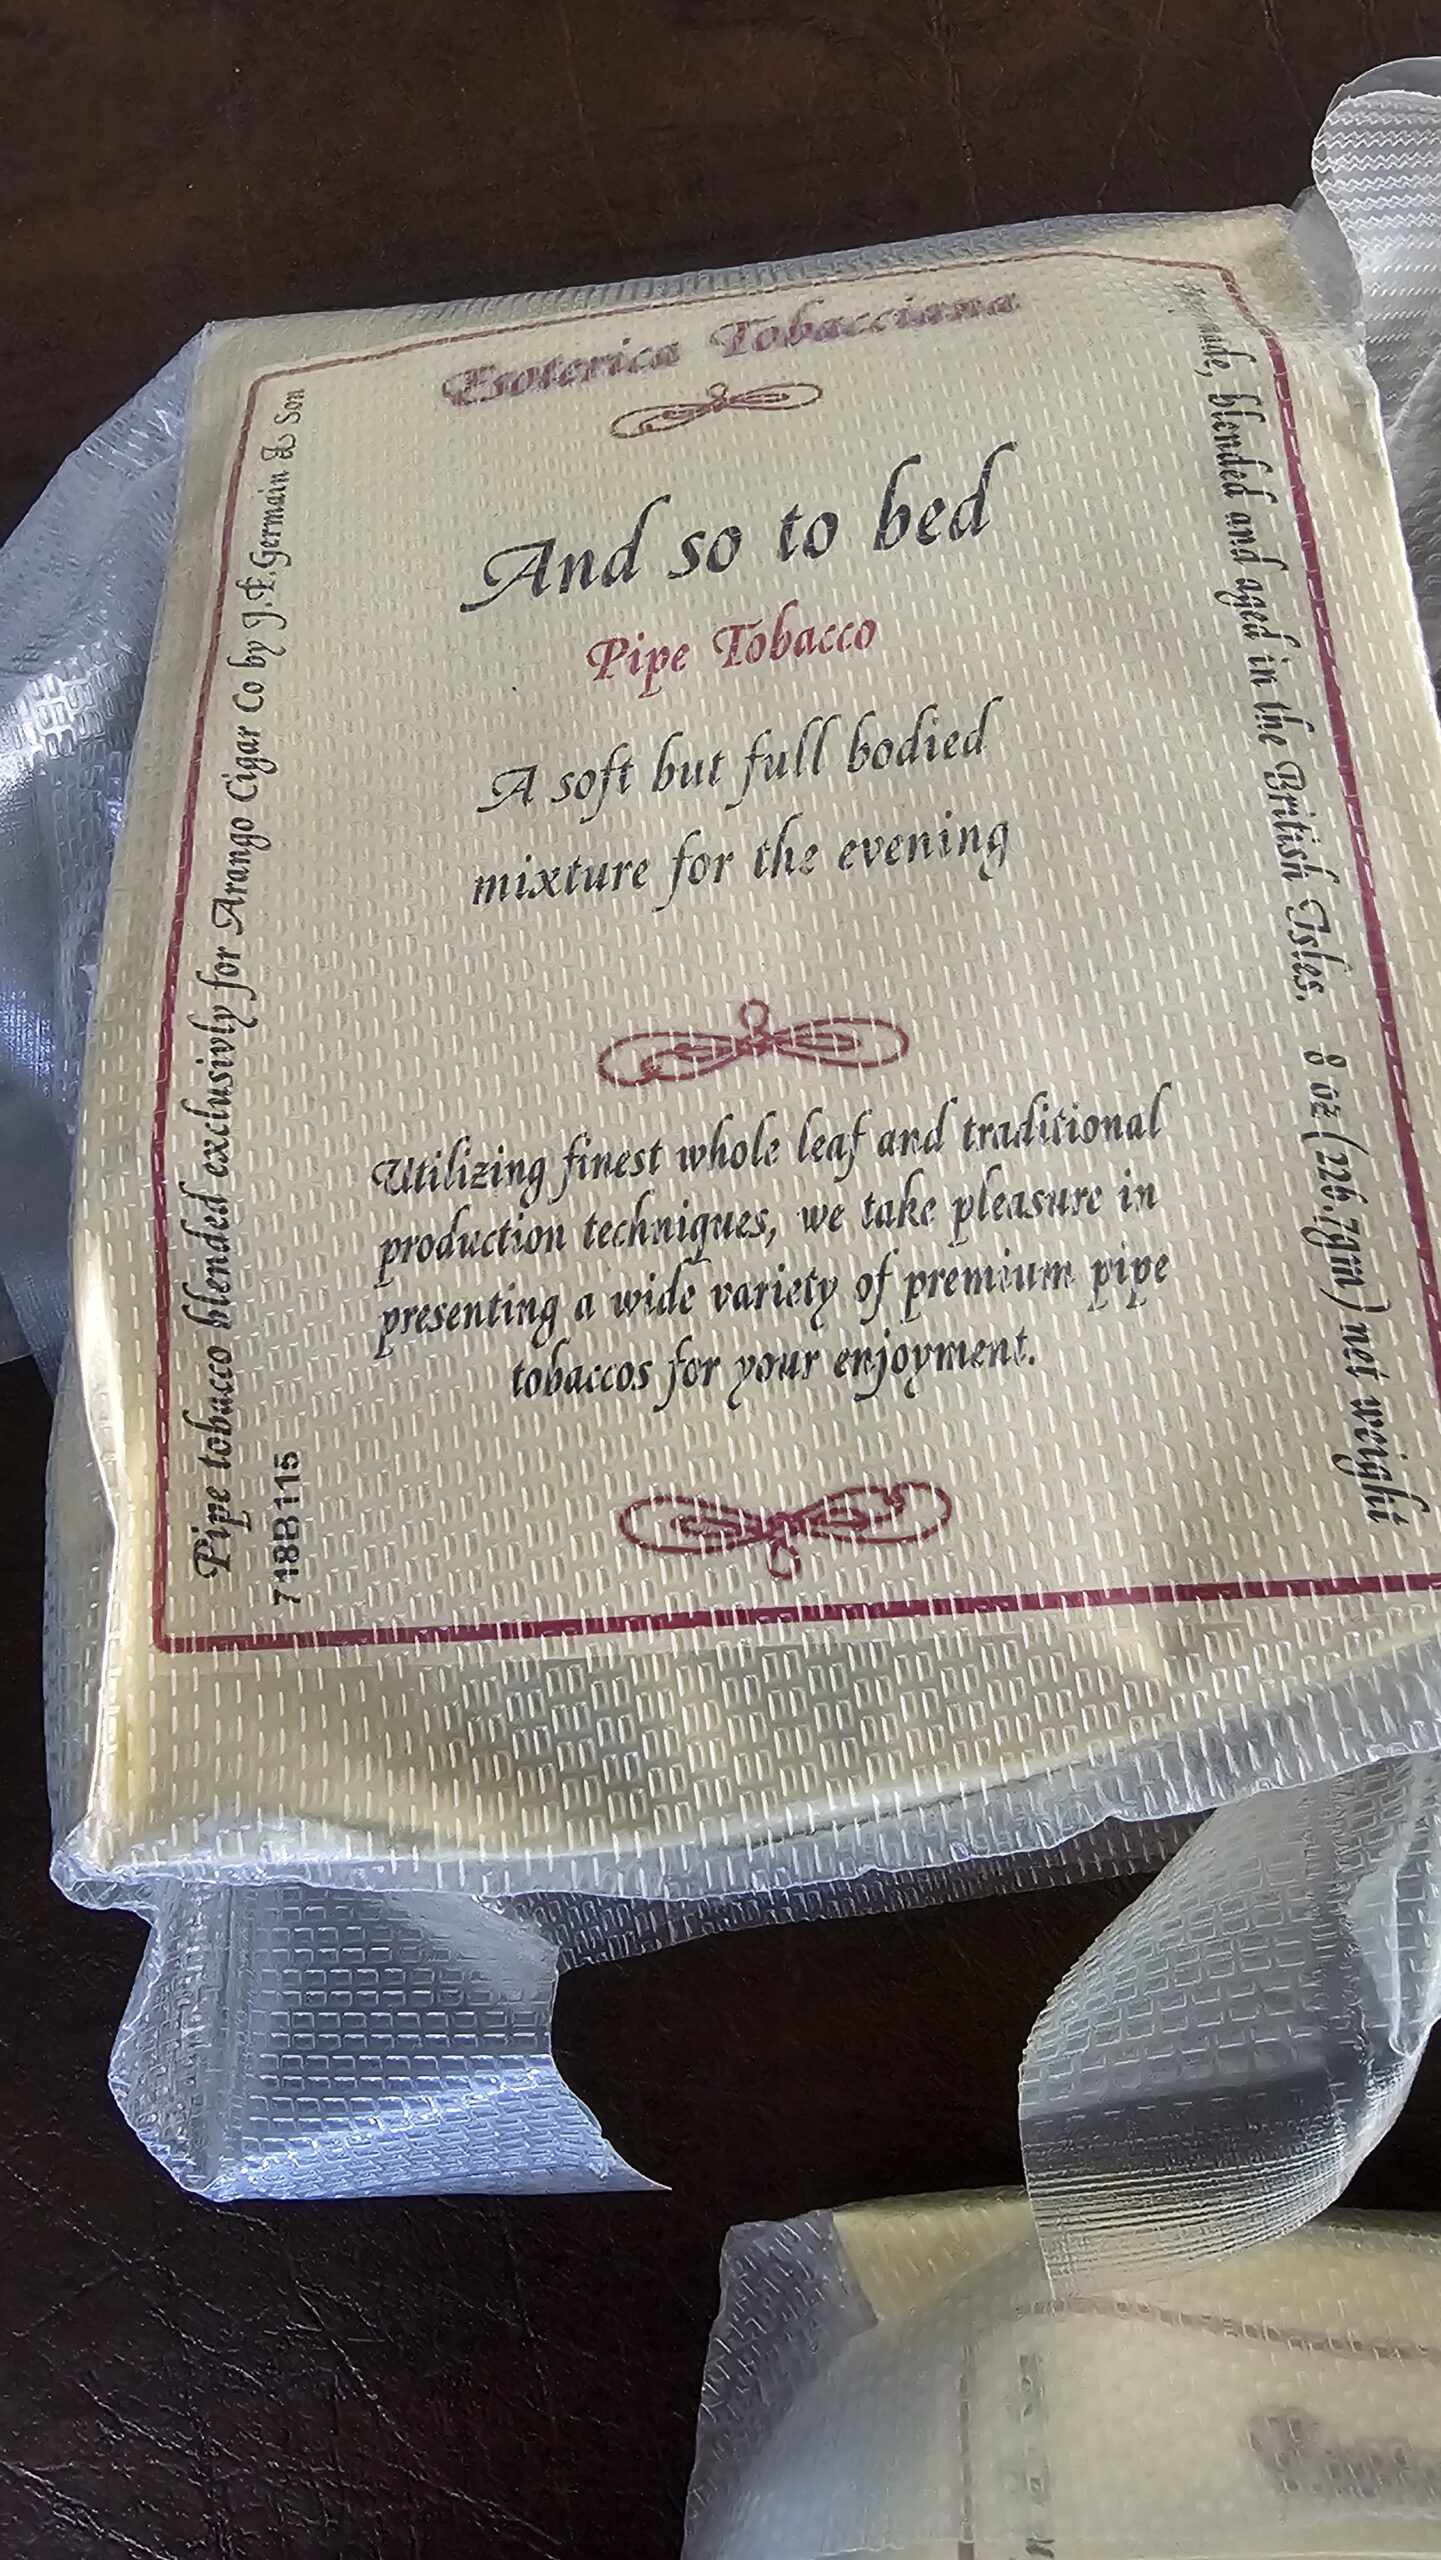 Esoterica Tobacciana
And so to bed
Pipe Tobacco
A soft but full bodied
mixture for the evening
Utilizing finest whole leaf and traditional
production techniques, we take pleasure in
presenting a wide variety of premium pipe
tobaccos for your enjoyment.
Pipe tobacco blended exclusivly for Arango Cigar Co by J.F.Germain & Son
718B115
blended and aged in the British Isles. 8 oz (226.7grm) net weight